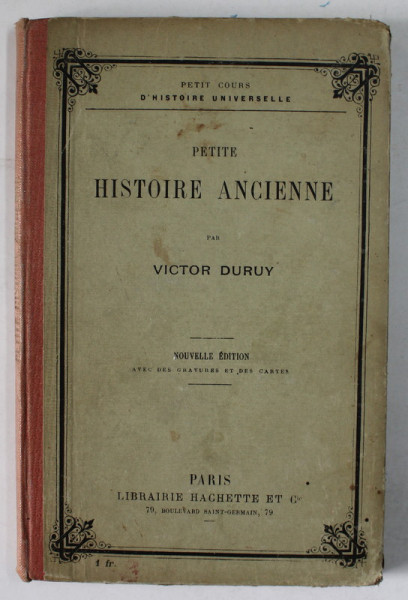 PETIT COURS
D'HISTOIRE UNIVERSELLE
PETITE
HISTOIRE ANCIENNE
PAR
VICTOR DURUY
NOUVELLE ÉDITION
AVEC DES GRAVURES ET DES CARTES
PARIS
LIBRAIRIE HACHETTE ET Cie
79, BOULEVARD SAINT-GERMAIN, 79
1 fr.